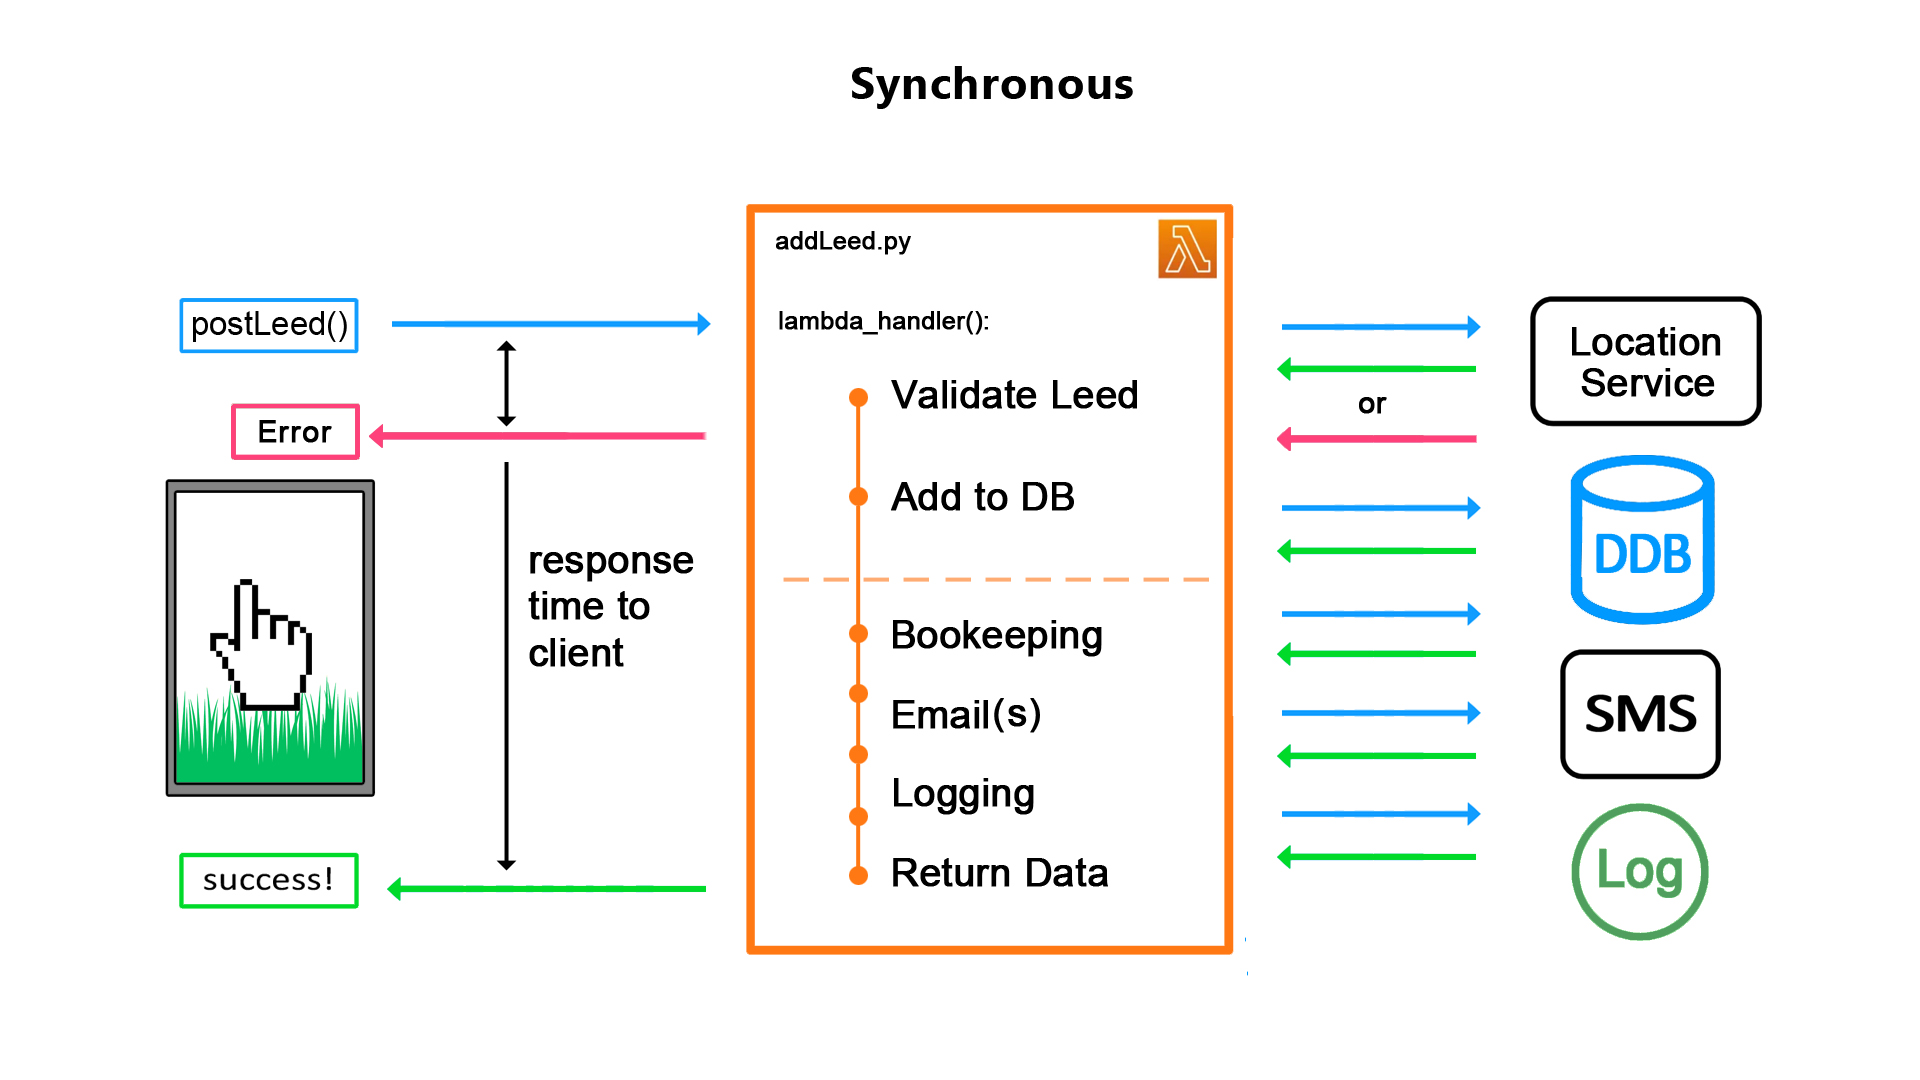 Synchronous
addLeed.py
lambda_handler():
postLeed()
Error
response
time to
client
success!
Validate Leed
Add to DB
Bookeeping
Email(s)
Logging
Return Data
or
Location
Service
DDB
SMS
Log